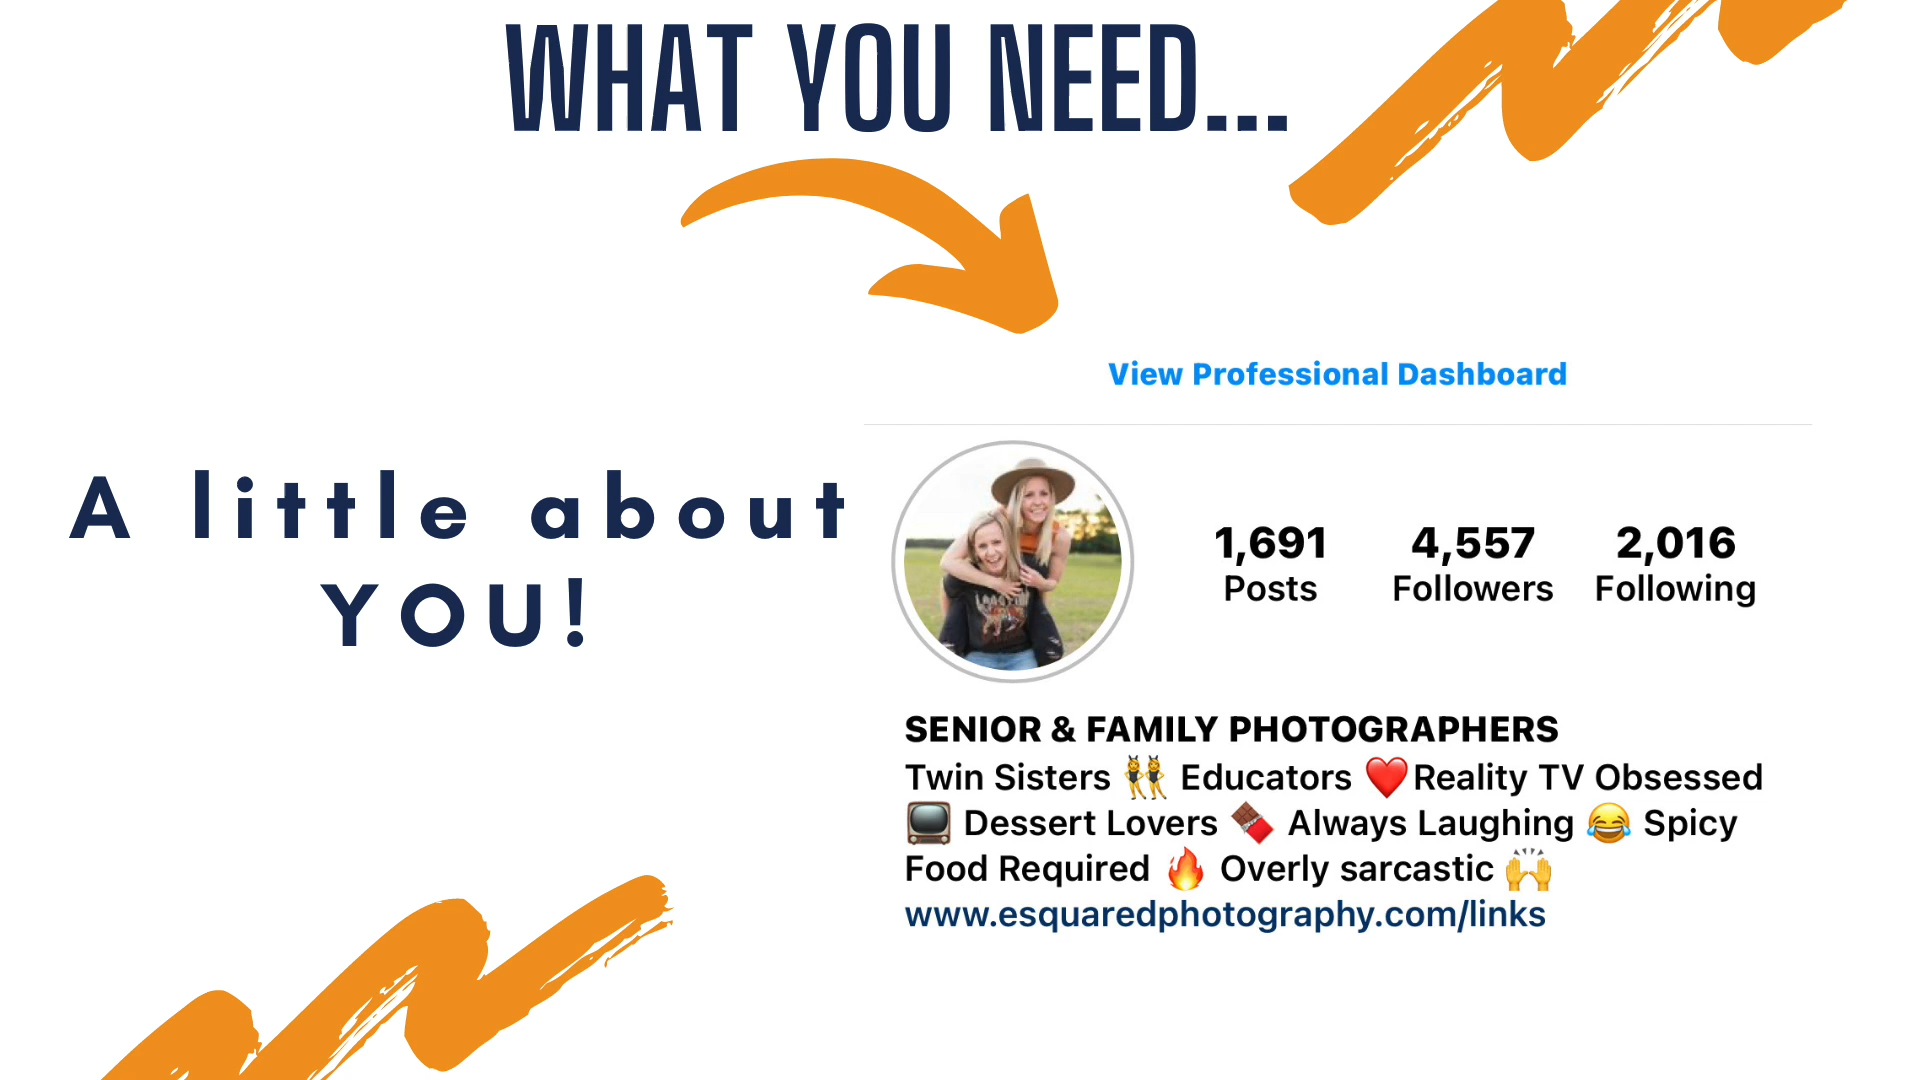 WHAT YOU NEED...
A little about
YOU!
View Professional Dashboard
1,691 4,557 2,016
Posts Followers Following
SENIOR & FAMILY PHOTOGRAPHERS
Twin Sisters 👯 Educators ❤️Reality TV Obsessed
📺 Dessert Lovers 🍫 Always Laughing 😂 Spicy
Food Required 🔥 Overly sarcastic 🙌
www.esquaredphotography.com/links